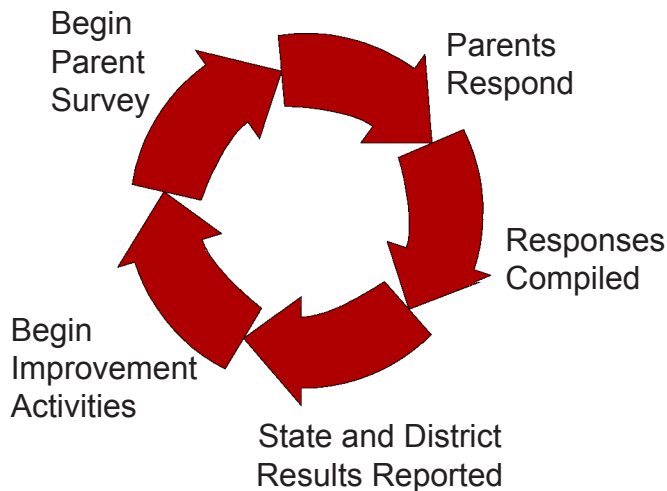 Begin
Parent
Survey
Parents
Respond
Responses
Compiled
State and District
Results Reported
Begin
Improvement
Activities